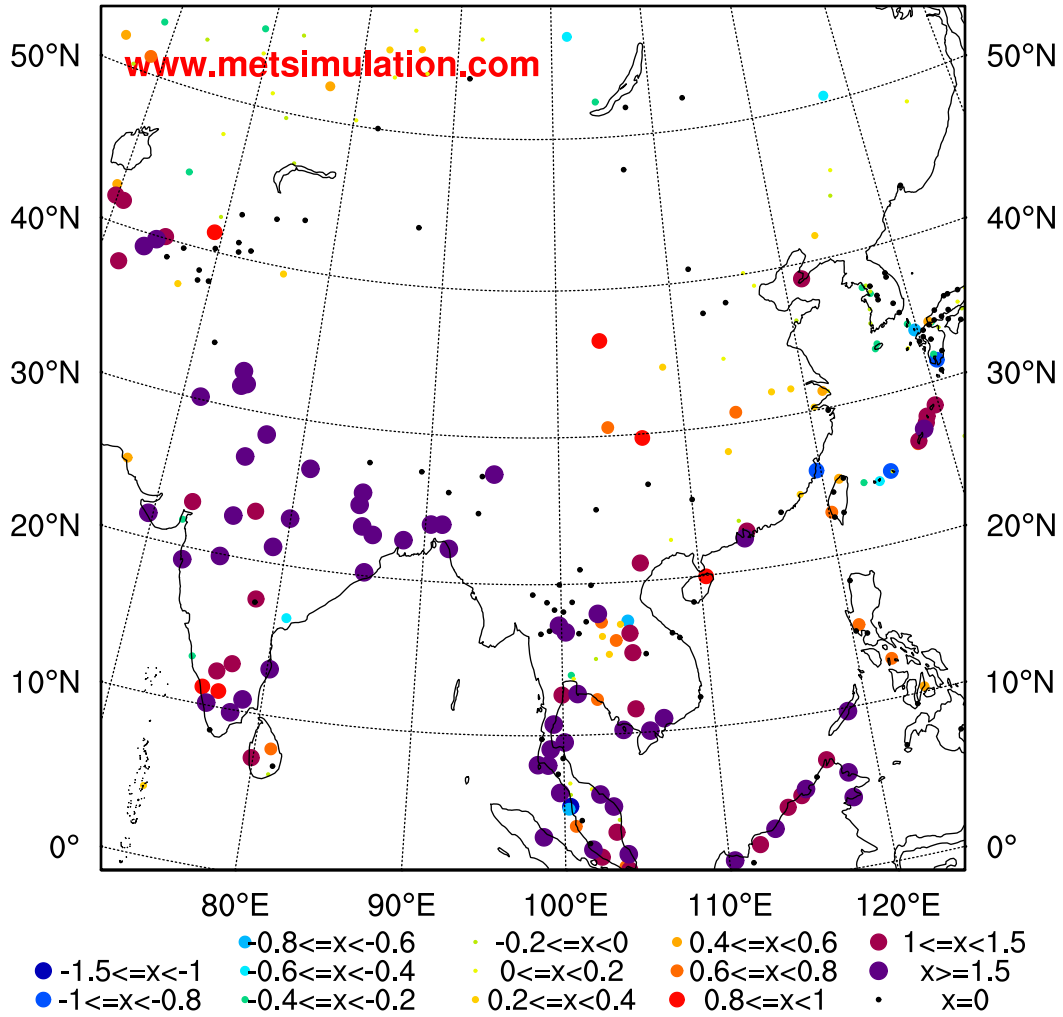 50°N 50°N
www.metsimulation.com
40°N 40°N
30°N 30°N
20°N 20°N
10°N 10°N
0° 0°
80°E 90°E 100°E 110°E 120°E
-0.8<=x<-0.6 -0.2<=x<0 0.4<=x<0.6 1<=x<1.5
-1.5<=x<-1 -0.6<=x<-0.4 0<=x<0.2 0.6<=x<0.8 x>=1.5
-1<=x<-0.8 -0.4<=x<-0.2 0.2<=x<0.4 0.8<=x<1 x=0